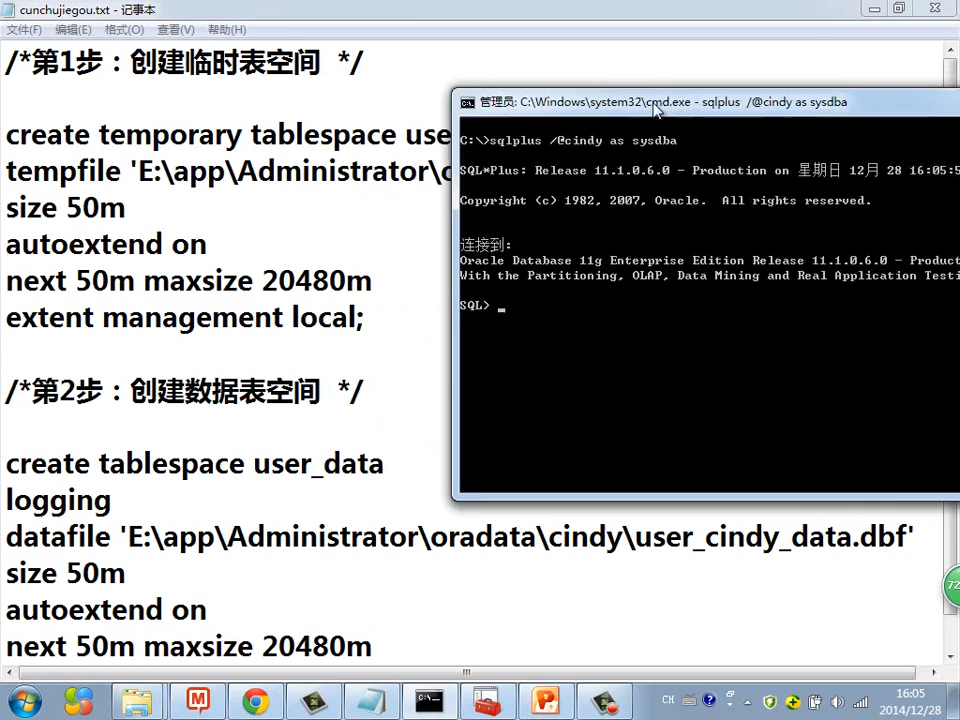 cunchujiegou.txt - 记事本
文件(F) 编辑(E) 格式(O) 查看(V) 帮助(H)
/*第1步：创建临时表空间 */
create temporary tablespace use
tempfile 'E:\app\Administrator\
size 50m
autoextend on
next 50m maxsize 20480m
extent management local;
/*第2步：创建数据表空间 */
create tablespace user_data
logging
datafile 'E:\app\Administrator\oradata\cindy\user_cindy_data.dbf'
size 50m
autoextend on
next 50m maxsize 20480m
管理员: C:\Windows\system32\cmd.exe - sqlplus /@cindy as sysdba
C:\>sqlplus /@cindy as sysdba
SQL*Plus: Release 11.1.0.6.0 - Production on 星期日 12月 28 16:05:5
Copyright (c) 1982, 2007, Oracle. All rights reserved.
连接到:
Oracle Database 11g Enterprise Edition Release 11.1.0.6.0 - Product
With the Partitioning, OLAP, Data Mining and Real Application Testi
SQL>
72
CH
16:05
2014/12/28